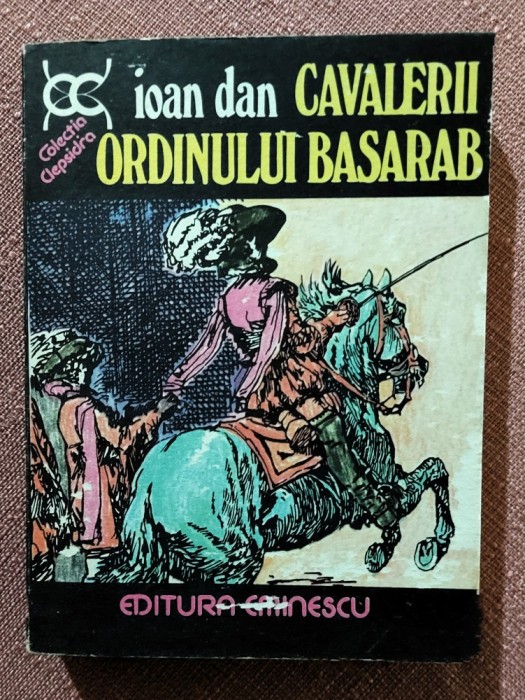 ioan dan CAVALERII
ORDINULUI BASARAB
Colecția
Clepsidra
EDITURA EMINESCU